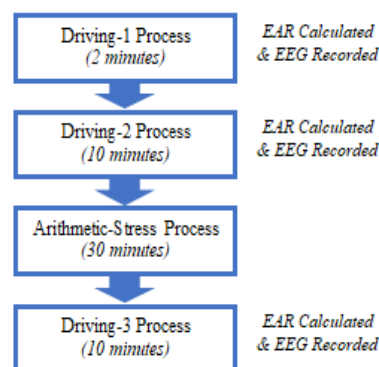 Driving-1 Process
(2 minutes)
EAR Calculated
& EEG Recorded
Driving-2 Process
(10 minutes)
EAR Calculated
& EEG Recorded
Arithmetic-Stress Process
(30 minutes)
Driving-3 Process
(10 minutes)
EAR Calculated
& EEG Recorded